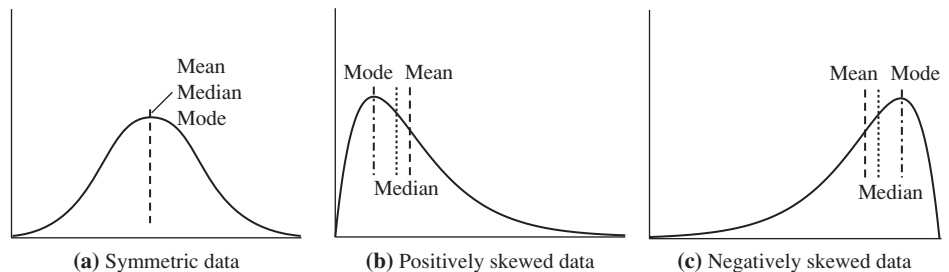 Mean
Median
Mode
(a) Symmetric data
Mode Mean
Median
(b) Positively skewed data
Mean Mode
Median
(c) Negatively skewed data